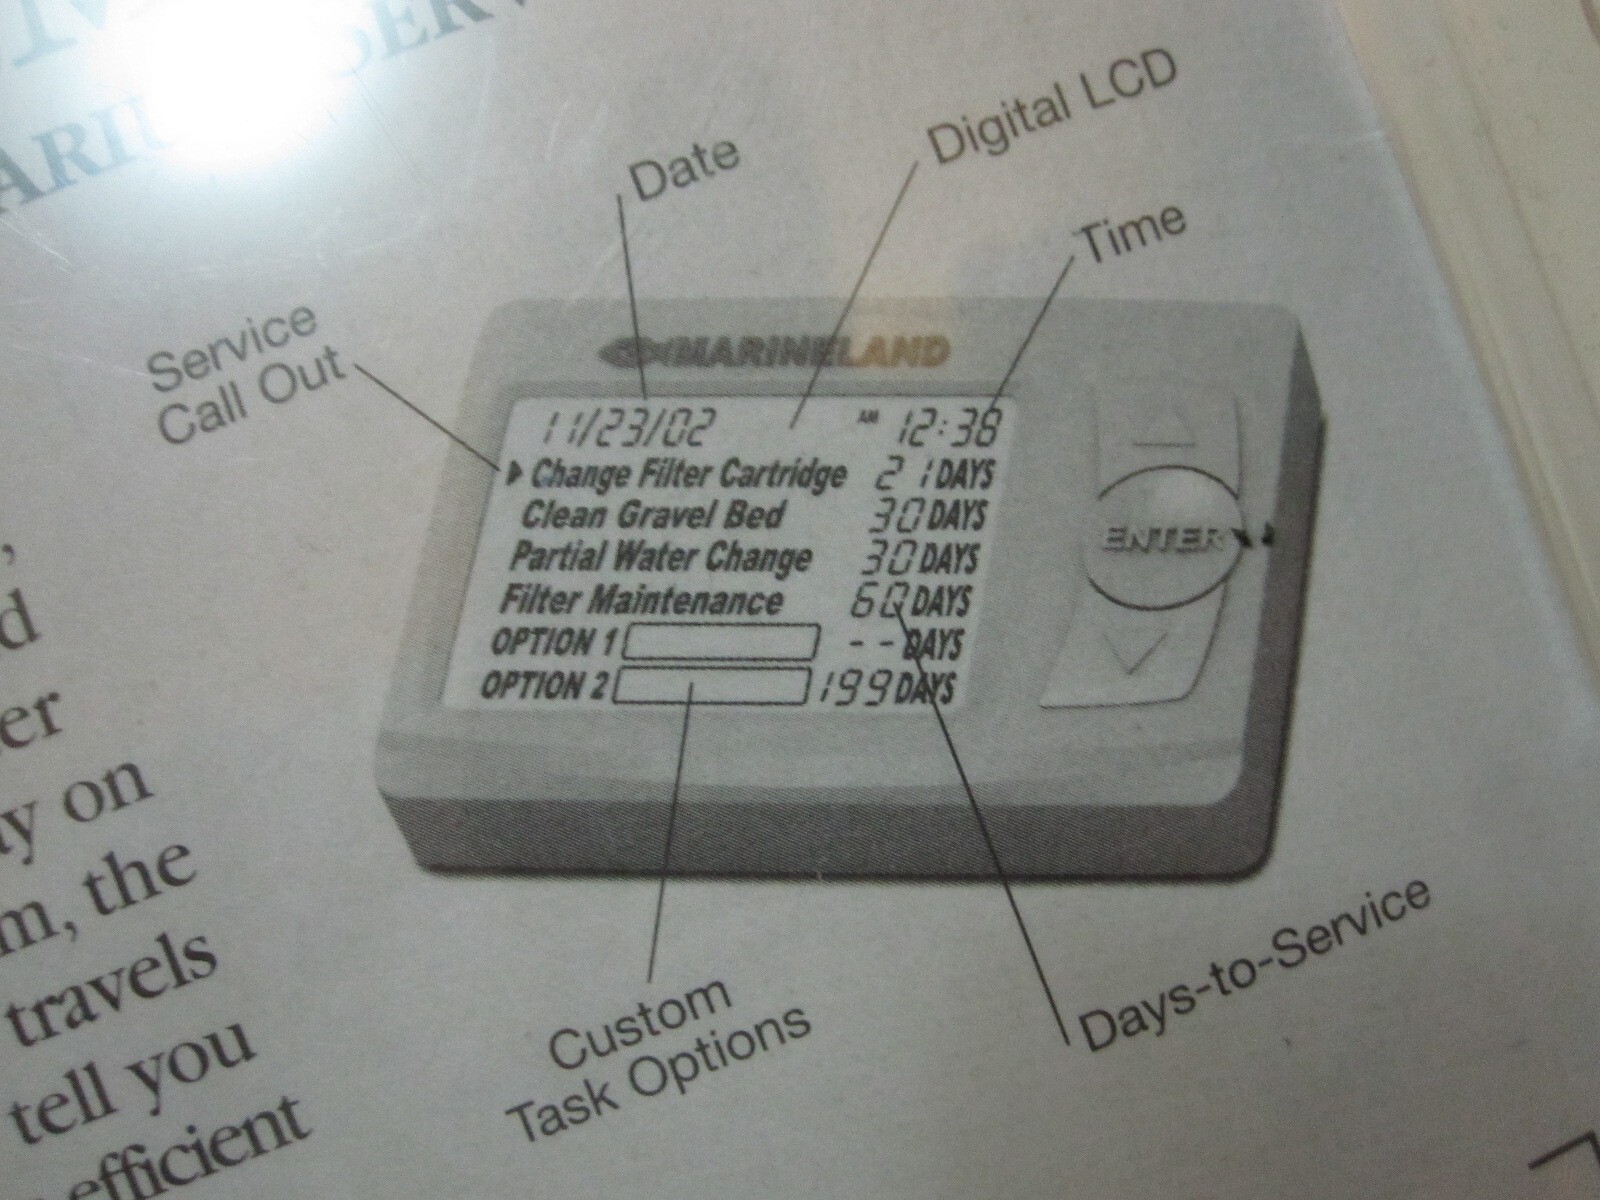 Date
Digital LCD
Time
Service
Call Out
MARINELAND
11/23/02 AM 12:38
Change Filter Cartridge 21 DAYS
Clean Gravel Bed 30 DAYS
Partial Water Change 30 DAYS
Filter Maintenance 60 DAYS
OPTION 1 -- DAYS
OPTION 2 199 DAYS
ENTER
Custom
Task Options
Days-to-Service
on
the
travels
tell you
efficient